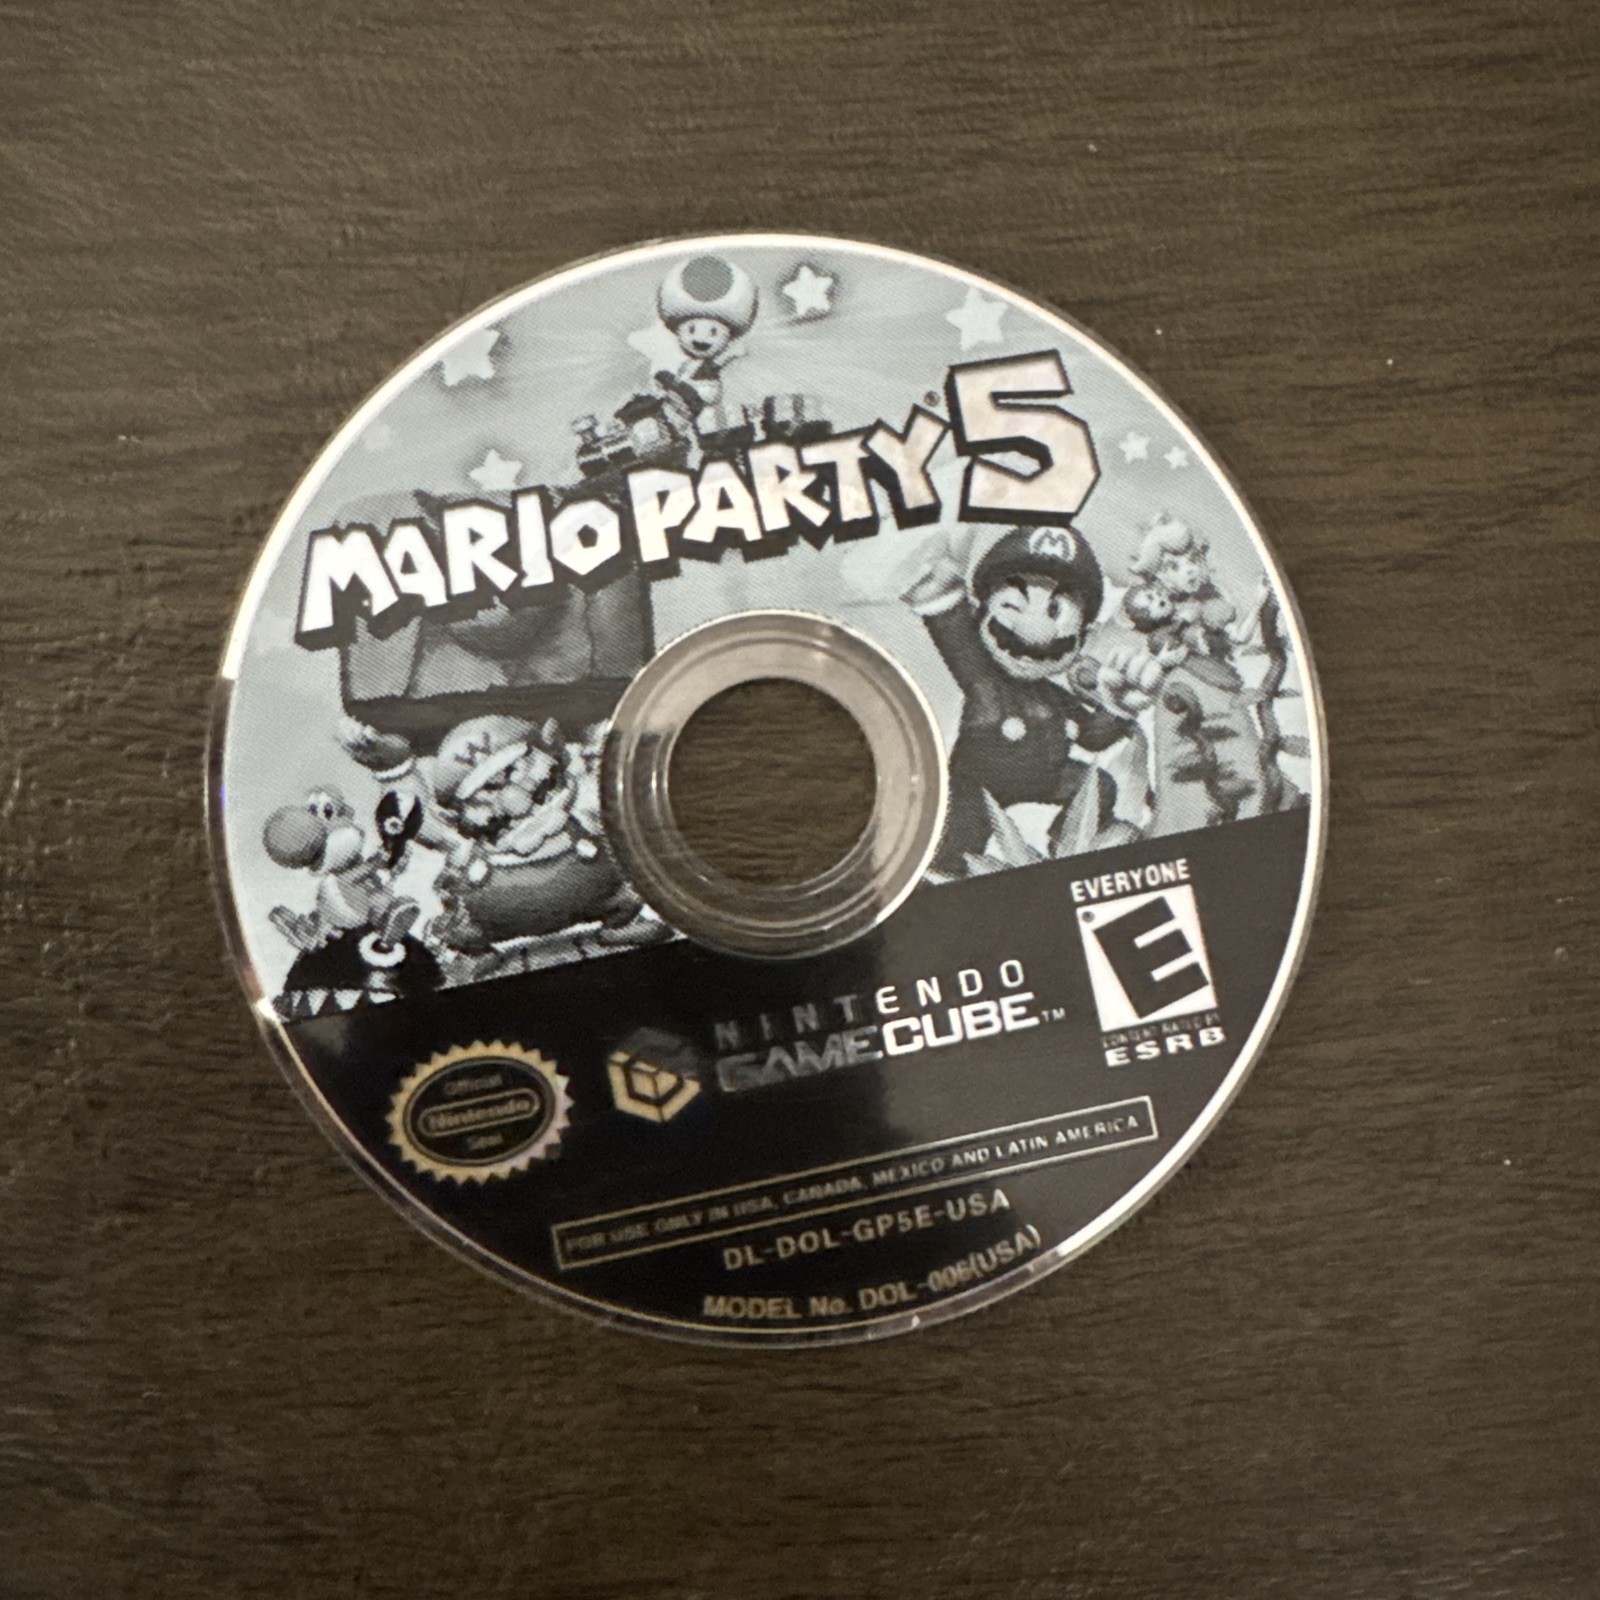 MARIO PARTY® 5
M
W
EVERYONE
E
CONTENT RATED BY
ESRB
NINTENDO
GAMECUBE™
Official
Nintendo
Seal
FOR USE ONLY IN USA, CANADA, MEXICO AND LATIN AMERICA
DL-DOL-GP5E-USA
MODEL No. DOL-006(USA)